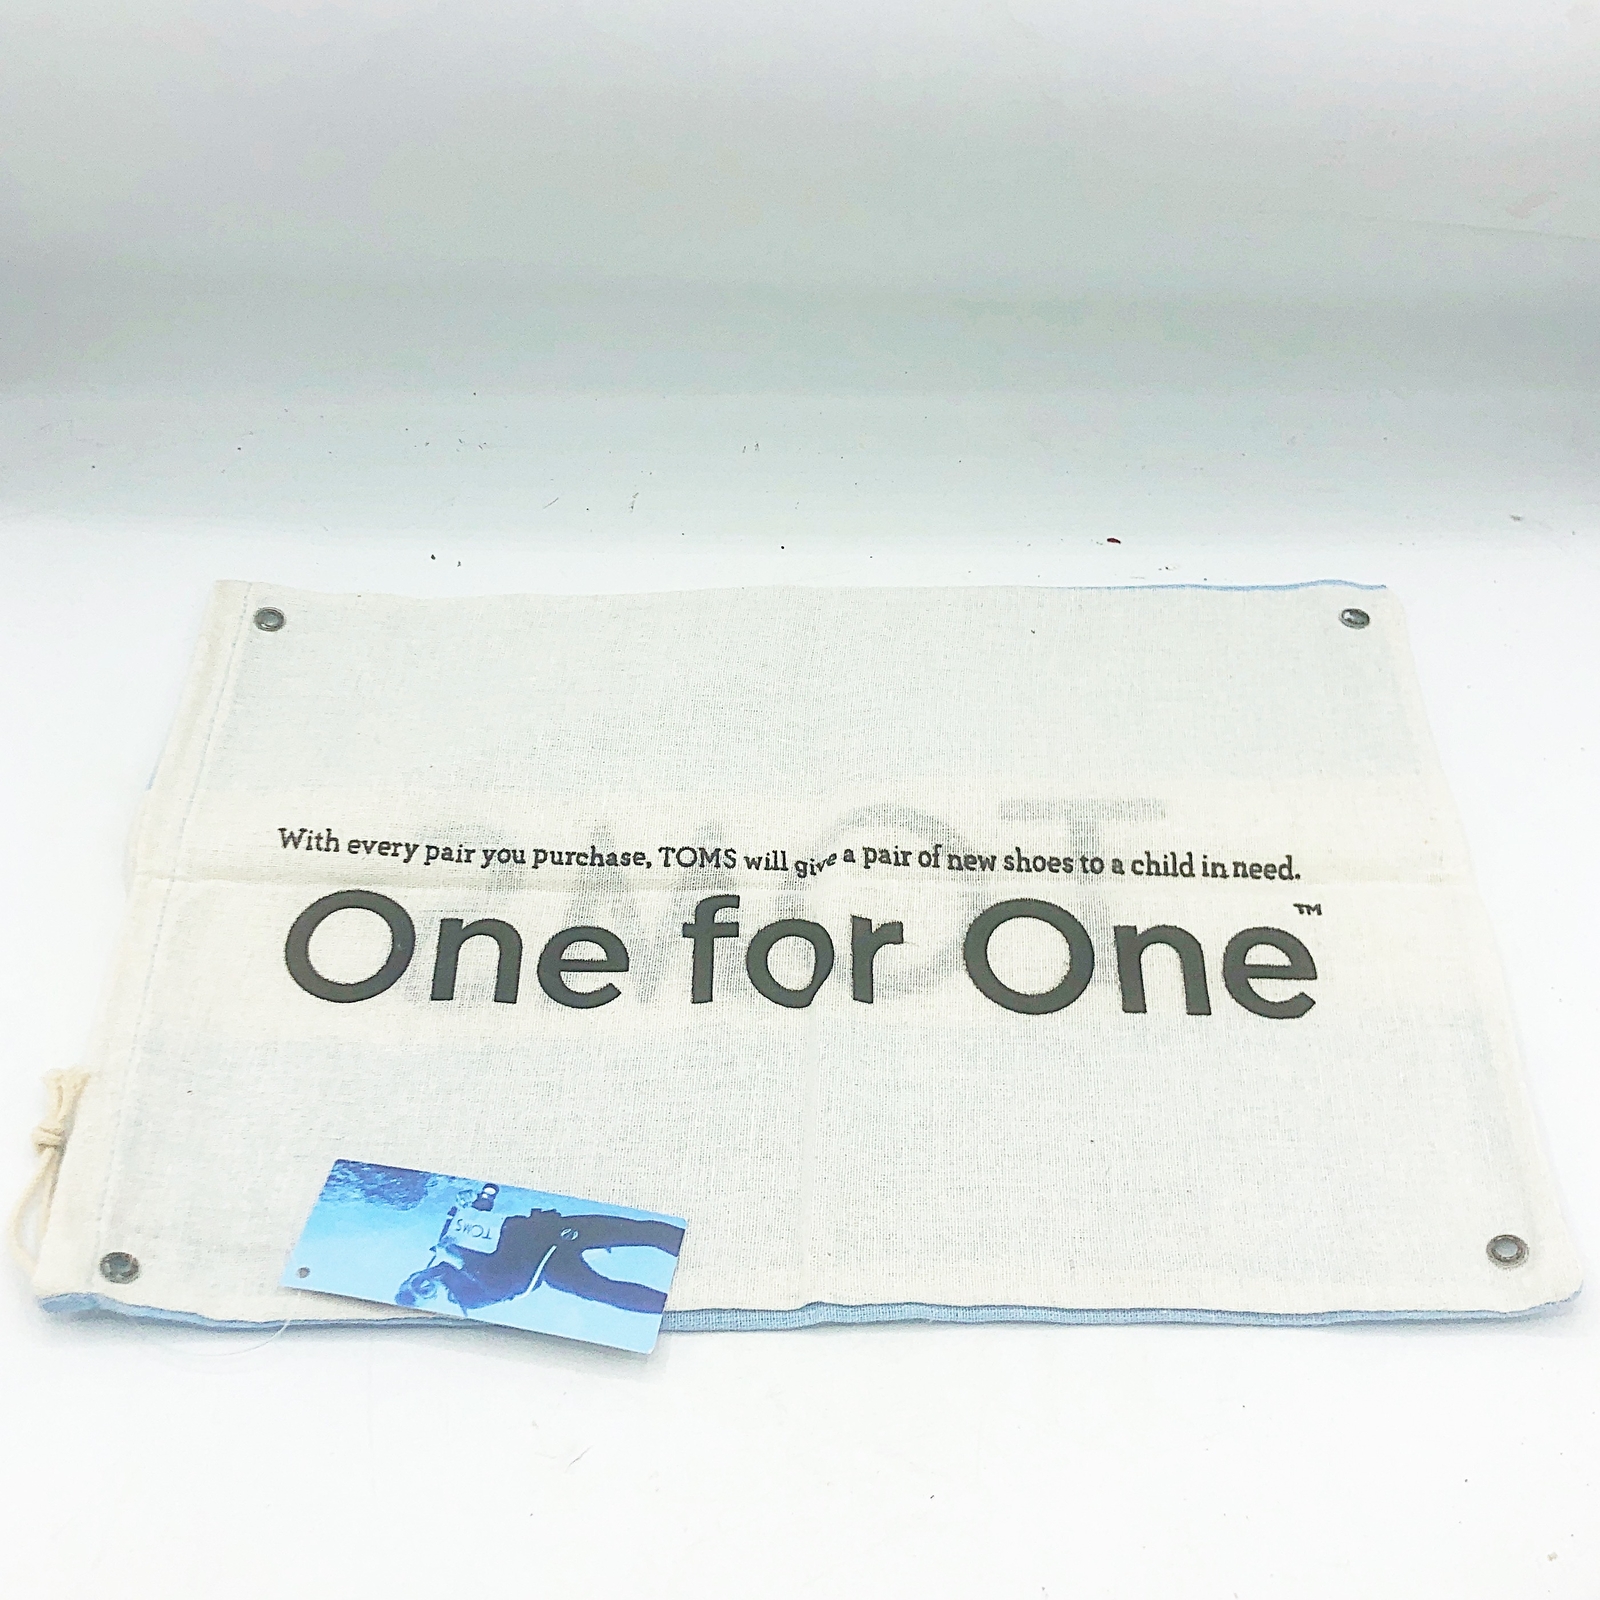 With every pair you purchase, TOMS will give a pair of new shoes to a child in need.
One for One™
TOMS
TOMS